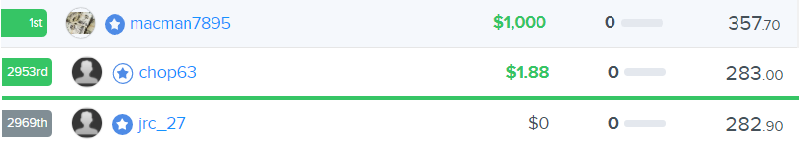 1st macman7895 $1,000 0 357.70
2953rd chop63 $1.88 0 283.00
2969th jrc_27 $0 0 282.90